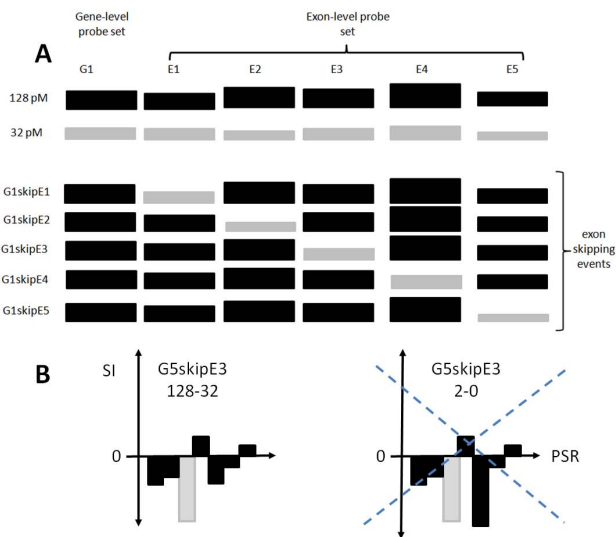 Gene-level probe set
Exon-level probe set
A
G1 E1 E2 E3 E4 E5
128 pM
32 pM
G1skipE1
G1skipE2
G1skipE3
G1skipE4
G1skipE5
exon skipping events
B
SI
G5skipE3
128-32
0
G5skipE3
2-0
0
PSR